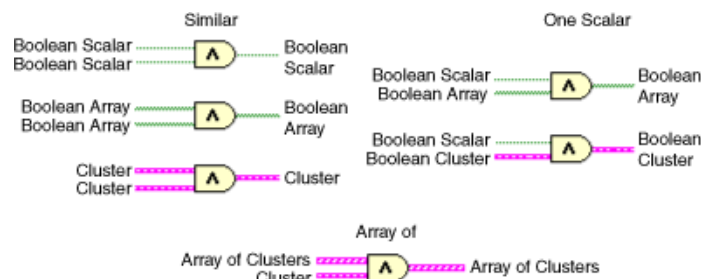 Similar
Boolean Scalar
Boolean Scalar
Boolean
Scalar
Boolean Array
Boolean Array
Boolean
Array
Cluster
Cluster
Cluster
One Scalar
Boolean Scalar
Boolean Array
Boolean
Array
Boolean Scalar
Boolean Cluster
Boolean
Cluster
Array of
Array of Clusters
Cluster
Array of Clusters